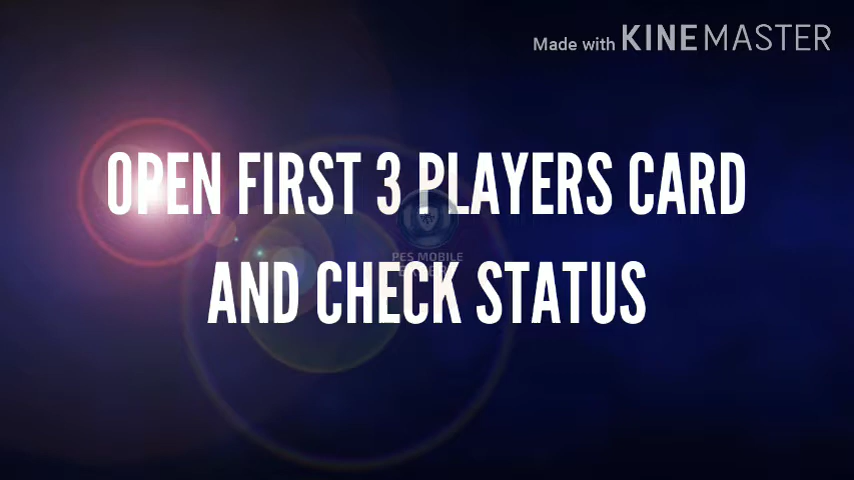 Made with KINEMASTER
OPEN FIRST 3 PLAYERS CARD
PES MOBILE
AND CHECK STATUS